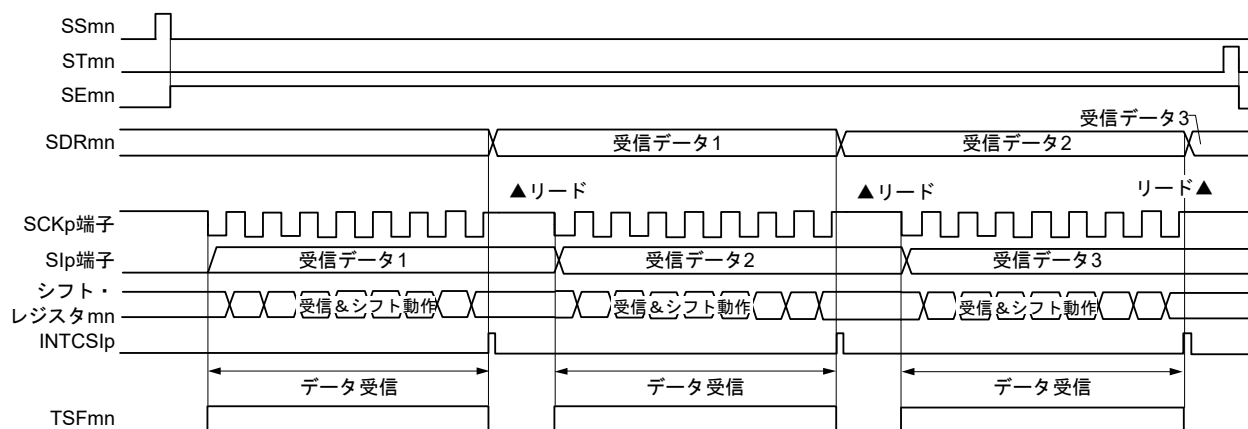 SSmn
STmn
SEmn
受信データ3
SDRmn 受信データ1 受信データ2
▲リード ▲リード リード▲
SCKp端子
SIp端子 受信データ1 受信データ2 受信データ3
シフト・
レジスタmn 受信&シフト動作 受信&シフト動作 受信&シフト動作
INTCSIp
データ受信 データ受信 データ受信
TSFmn